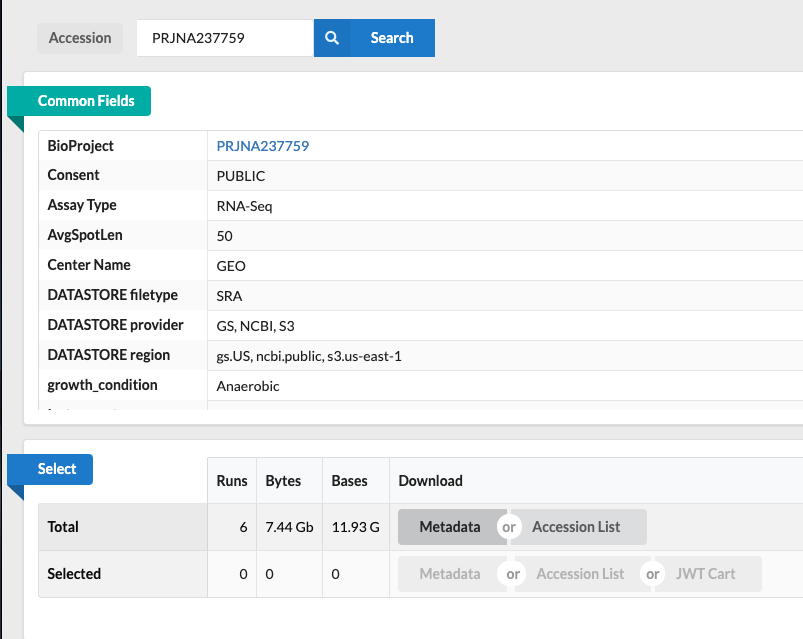 Accession PRJNA237759 Search
Common Fields
BioProject PRJNA237759
Consent PUBLIC
Assay Type RNA-Seq
AvgSpotLen 50
Center Name GEO
DATASTORE filetype SRA
DATASTORE provider GS, NCBI, S3
DATASTORE region gs.US, ncbi.public, s3.us-east-1
growth_condition Anaerobic
Select
Runs Bytes Bases Download
Total 6 7.44 Gb 11.93 G Metadata or Accession List
Selected 0 0 0 Metadata or Accession List or JWT Cart